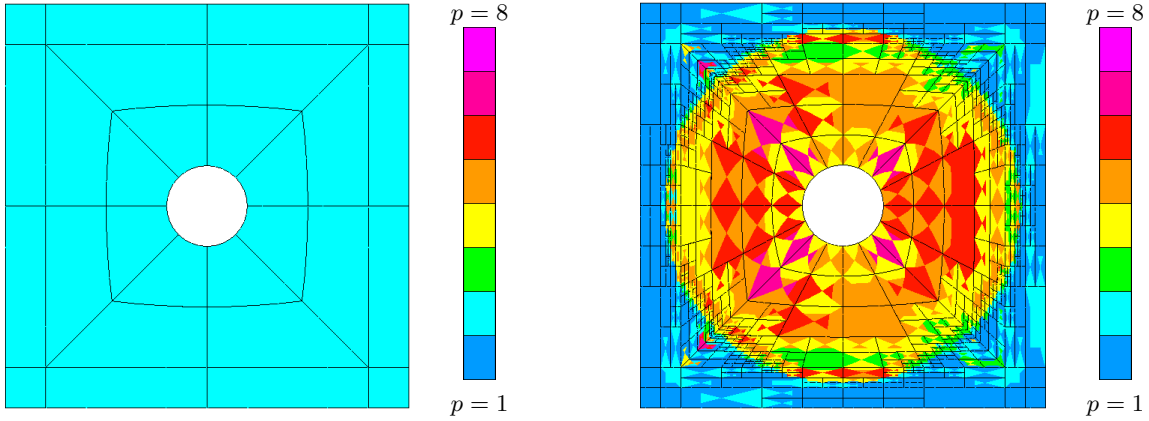 p = 8
p = 1
p = 8
p = 1